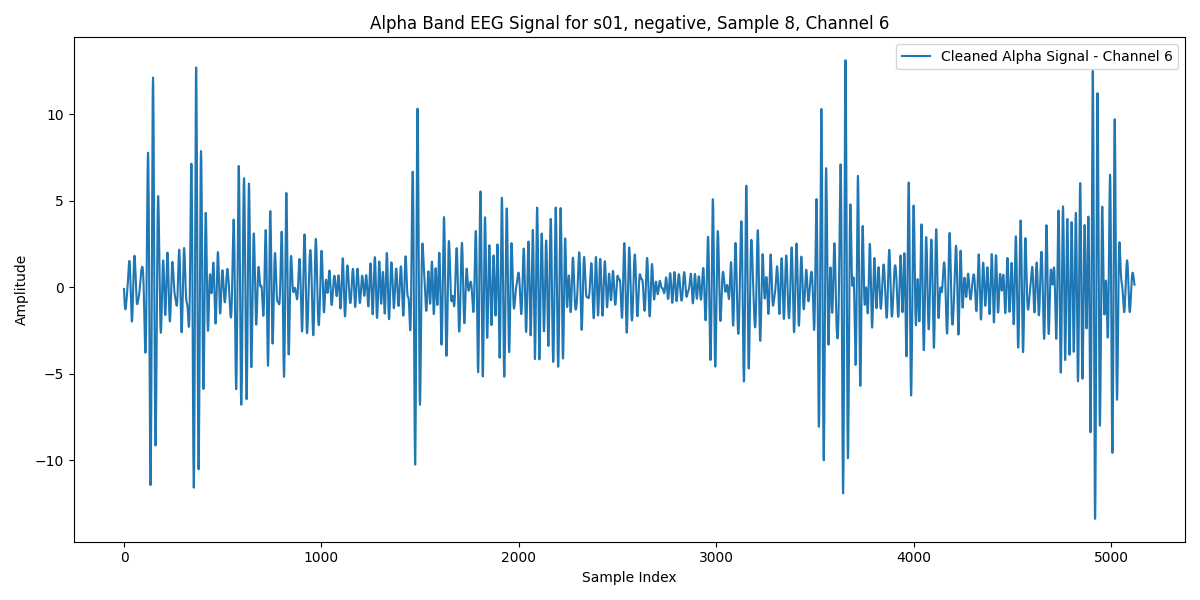 Alpha Band EEG Signal for s01, negative, Sample 8, Channel 6
Cleaned Alpha Signal - Channel 6
10
5
0
−5
−10
Amplitude
0 1000 2000 3000 4000 5000
Sample Index